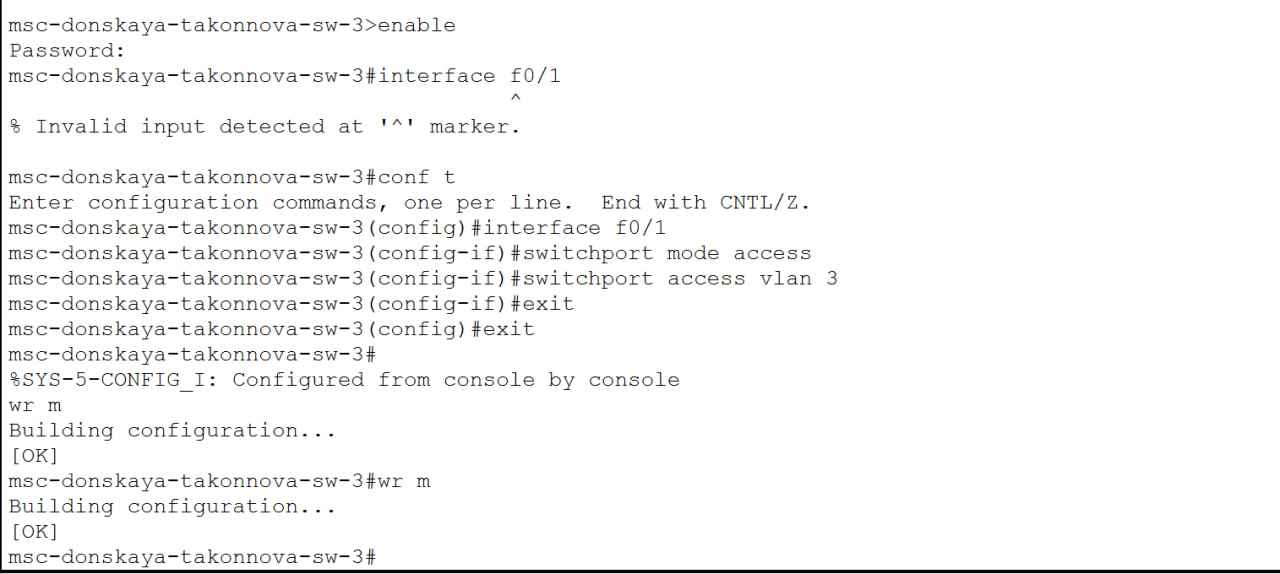 msc-donskaya-takonnova-sw-3>enable
Password:
msc-donskaya-takonnova-sw-3#interface f0/1
^
% Invalid input detected at '^' marker.
msc-donskaya-takonnova-sw-3#conf t
Enter configuration commands, one per line.  End with CNTL/Z.
msc-donskaya-takonnova-sw-3(config)#interface f0/1
msc-donskaya-takonnova-sw-3(config-if)#switchport mode access
msc-donskaya-takonnova-sw-3(config-if)#switchport access vlan 3
msc-donskaya-takonnova-sw-3(config-if)#exit
msc-donskaya-takonnova-sw-3(config)#exit
msc-donskaya-takonnova-sw-3#
%SYS-5-CONFIG_I: Configured from console by console
wr m
Building configuration...
[OK]
msc-donskaya-takonnova-sw-3#wr m
Building configuration...
[OK]
msc-donskaya-takonnova-sw-3#